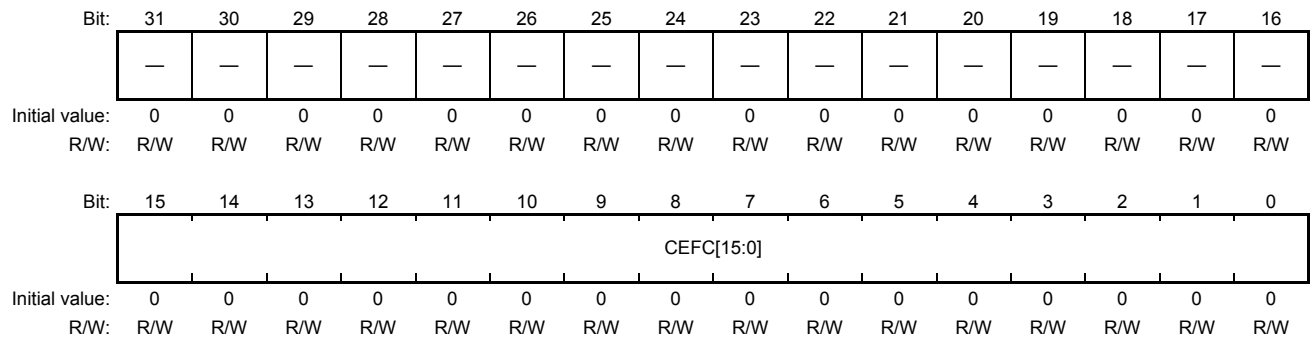 Bit: 31 30 29 28 27 26 25 24 23 22 21 20 19 18 17 16
— — — — — — — — — — — — — — — —
Initial value: 0 0 0 0 0 0 0 0 0 0 0 0 0 0 0 0
R/W: R/W R/W R/W R/W R/W R/W R/W R/W R/W R/W R/W R/W R/W R/W R/W R/W
Bit: 15 14 13 12 11 10 9 8 7 6 5 4 3 2 1 0
CEFC[15:0]
Initial value: 0 0 0 0 0 0 0 0 0 0 0 0 0 0 0 0
R/W: R/W R/W R/W R/W R/W R/W R/W R/W R/W R/W R/W R/W R/W R/W R/W R/W